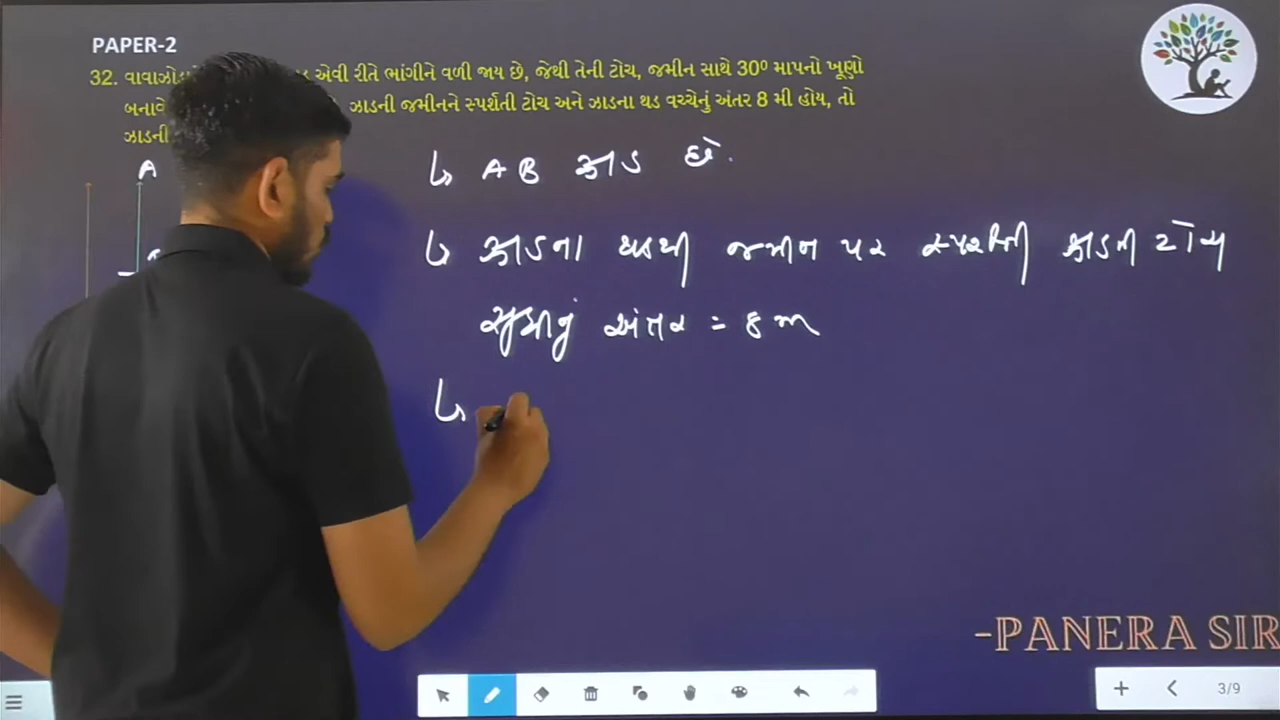 PAPER-2
32. વાવાઝોડા એવી રીતે ભાંગીને વળી જાય છે, જેથી તેની ટોચ, જમીન સાથે 30⁰ માપનો ખૂણો
બનાવે ઝાડની જમીનને સ્પર્શતી ટોચ અને ઝાડના થડ વચ્ચેનું અંતર 8 મી હોય, તો
ઝાડની
A
↳ AB ઝાડ છે.
↳ ઝાડના થડથી જમીન પર સ્પર્શતી ઝાડની ટોચ
સુધીનું અંતર = 8 m
↳
-PANERA SIR
3/9